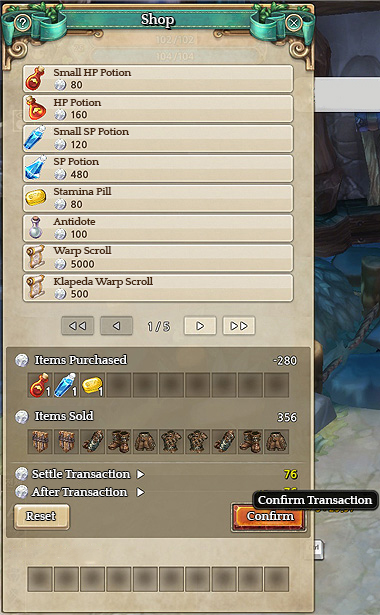 ?
Shop
Small HP Potion
80
HP Potion
160
Small SP Potion
120
SP Potion
480
Stamina Pill
80
Antidote
100
Warp Scroll
5000
Klapeda Warp Scroll
500
1 / 5
Items Purchased -280
1 1 1
Items Sold 356
Settle Transaction 76
After Transaction
Confirm Transaction
Reset
Confirm